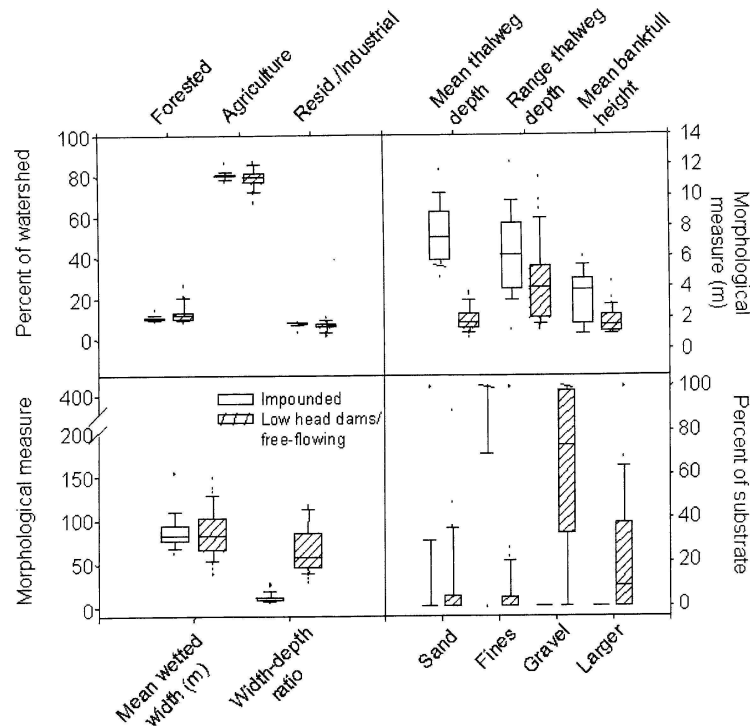 Forested
Agriculture
Resid./Industrial
Mean thalweg
depth
Range thalweg
depth
Mean bankfull
height
Percent of watershed
100
80
60
40
20
0
14
12
10
8
6
4
2
0
Morphological
measure (m)
Morphological measure
400
200
150
100
50
0
Impounded
Low head dams/
free-flowing
100
80
60
40
20
0
Percent of substrate
Mean wetted
width (m)
Width-depth
ratio
Sand
Fines
Gravel
Larger